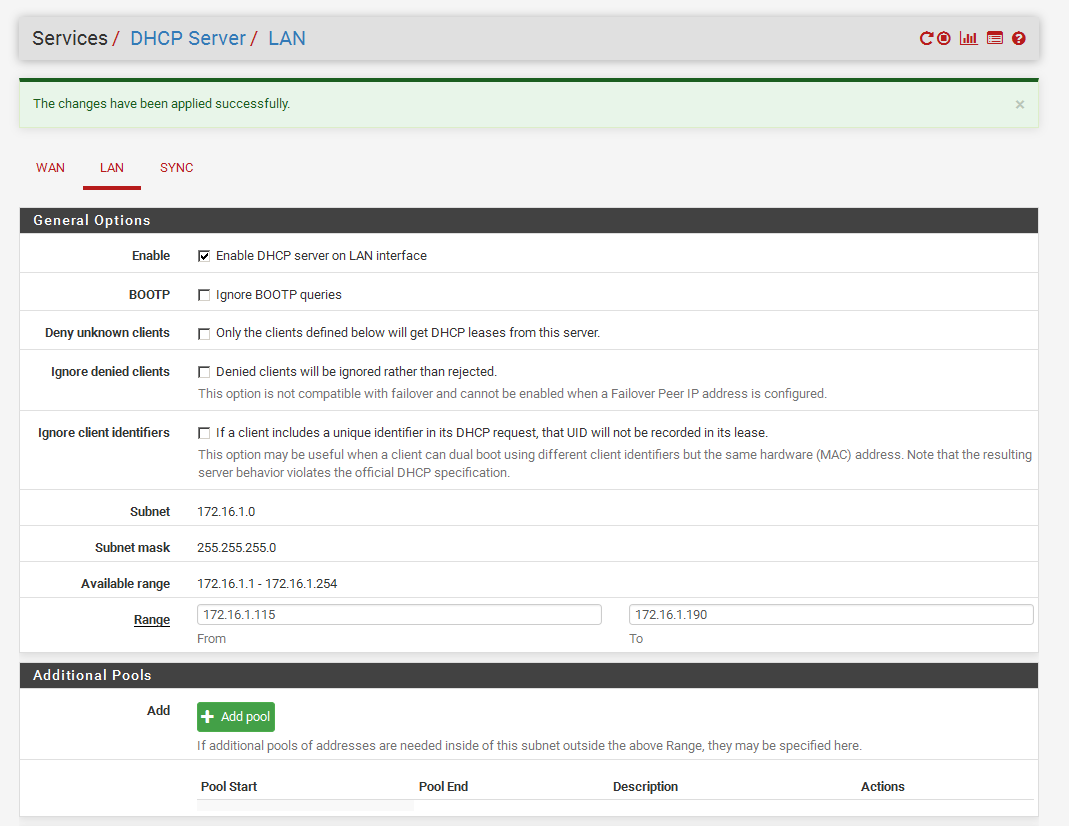 Services / DHCP Server / LAN
The changes have been applied successfully. ×
WAN LAN SYNC
General Options
Enable Enable DHCP server on LAN interface
BOOTP Ignore BOOTP queries
Deny unknown clients Only the clients defined below will get DHCP leases from this server.
Ignore denied clients Denied clients will be ignored rather than rejected.
This option is not compatible with failover and cannot be enabled when a Failover Peer IP address is configured.
Ignore client identifiers If a client includes a unique identifier in its DHCP request, that UID will not be recorded in its lease.
This option may be useful when a client can dual boot using different client identifiers but the same hardware (MAC) address. Note that the resulting
server behavior violates the official DHCP specification.
Subnet 172.16.1.0
Subnet mask 255.255.255.0
Available range 172.16.1.1 - 172.16.1.254
Range 172.16.1.115 172.16.1.190
From To
Additional Pools
Add + Add pool
If additional pools of addresses are needed inside of this subnet outside the above Range, they may be specified here.
Pool Start Pool End Description Actions